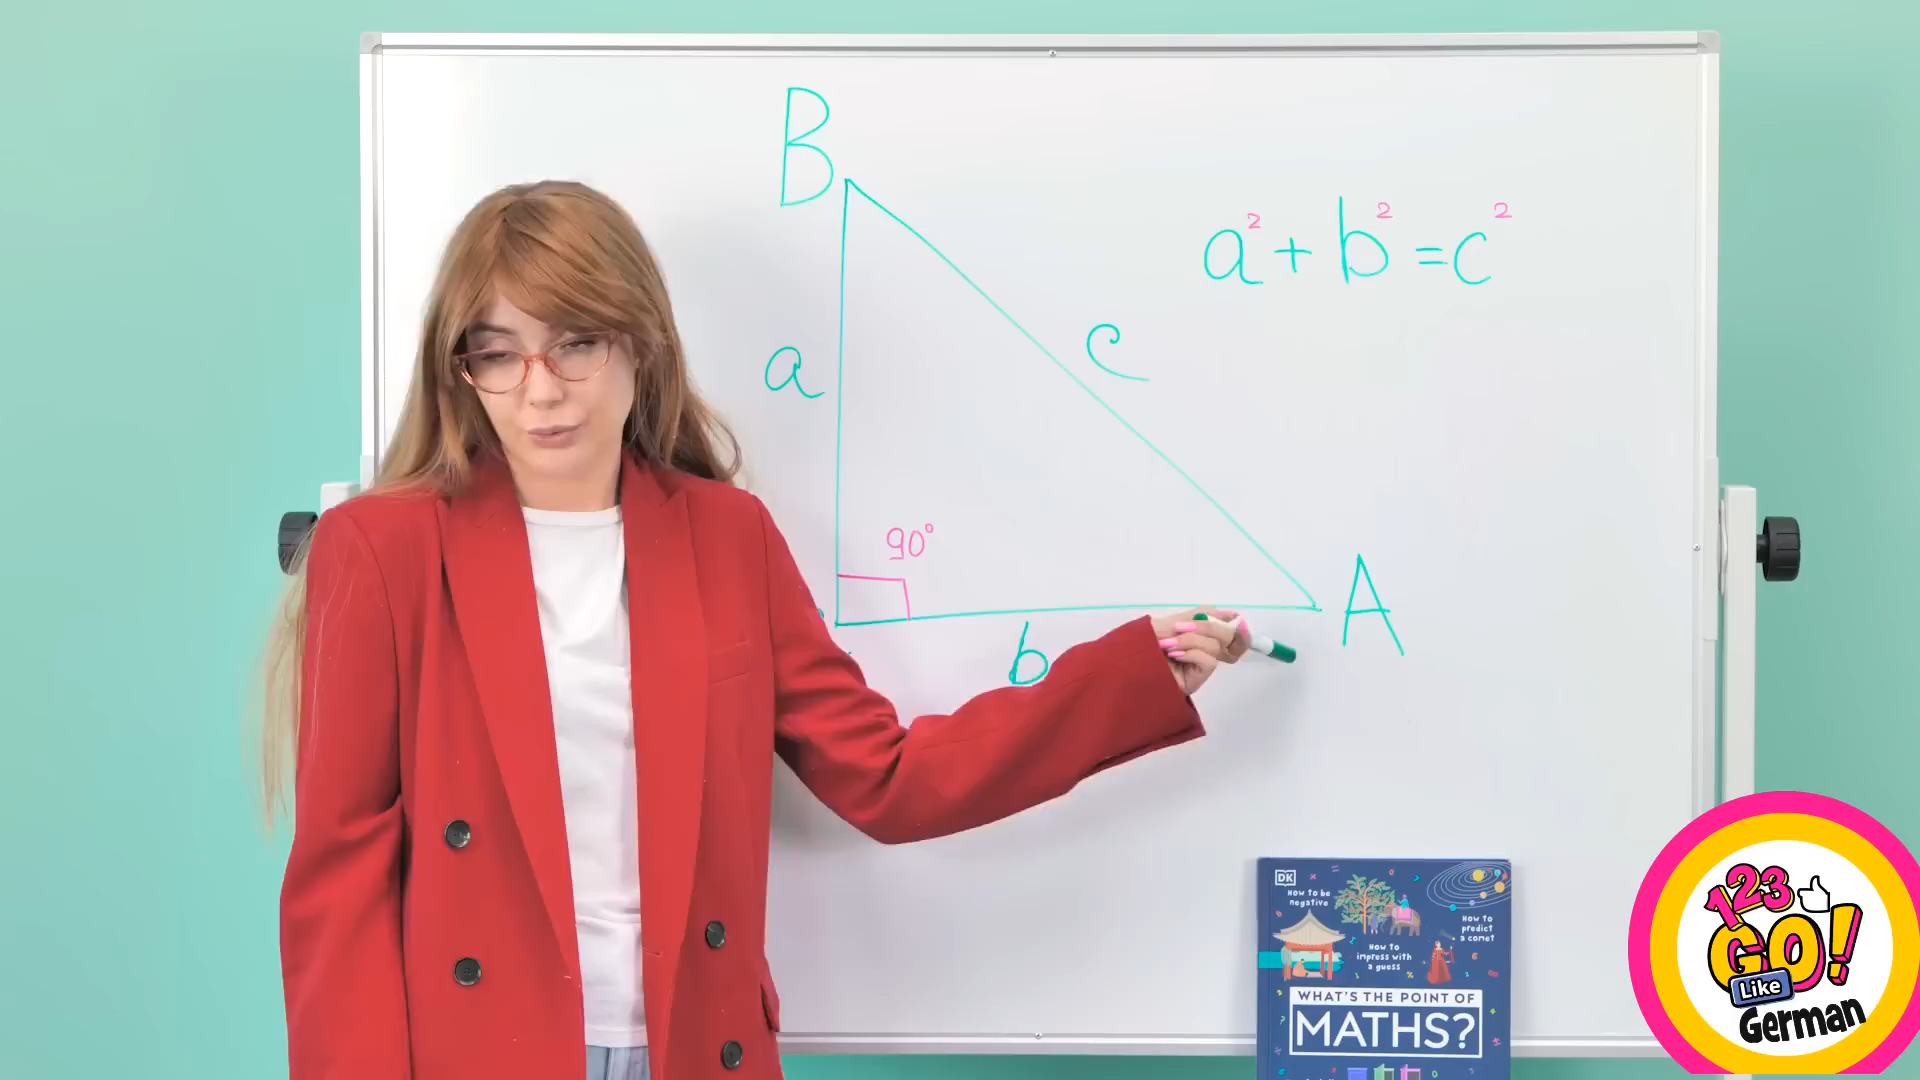 B
a² + b² = c²
c
a
90°
A
b
DK
How to be
negative
How to
predict
a comet
How to
impress with
a guess
WHAT'S THE POINT OF
MATHS?
123
GO!
Like
German